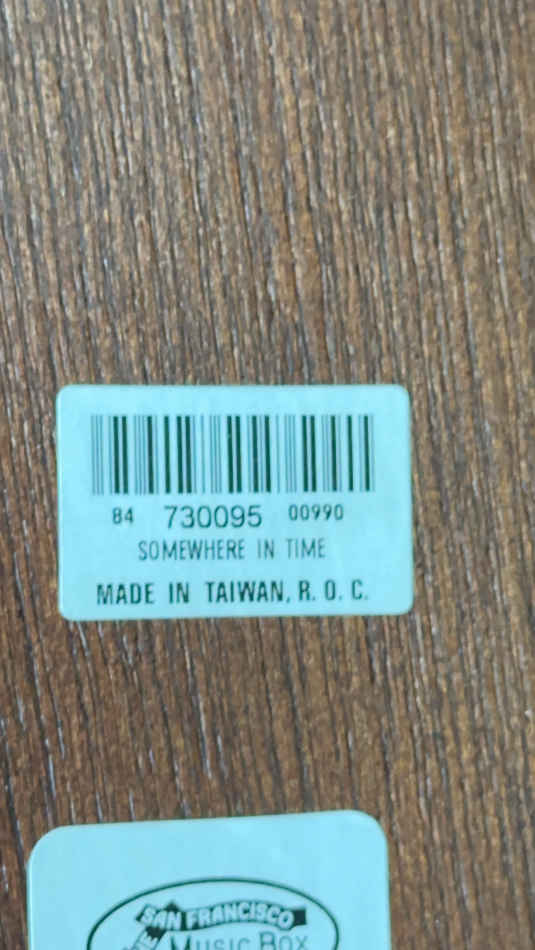 84 730095 00990
SOMEWHERE IN TIME
MADE IN TAIWAN, R. O. C.
SAN FRANCISCO
MUSIC BOX